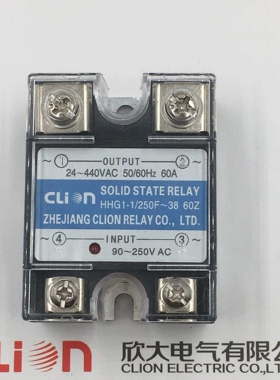 ① OUTPUT ②
24~440VAC 50/60Hz 60A
CLION SOLID STATE RELAY
HHG1-1/250F~38 60Z
ZHEJIANG CLION RELAY CO., LTD.
④ INPUT ③
90~250V AC
CLION 欣大电气有限公
CLION ELECTRIC CO.,L